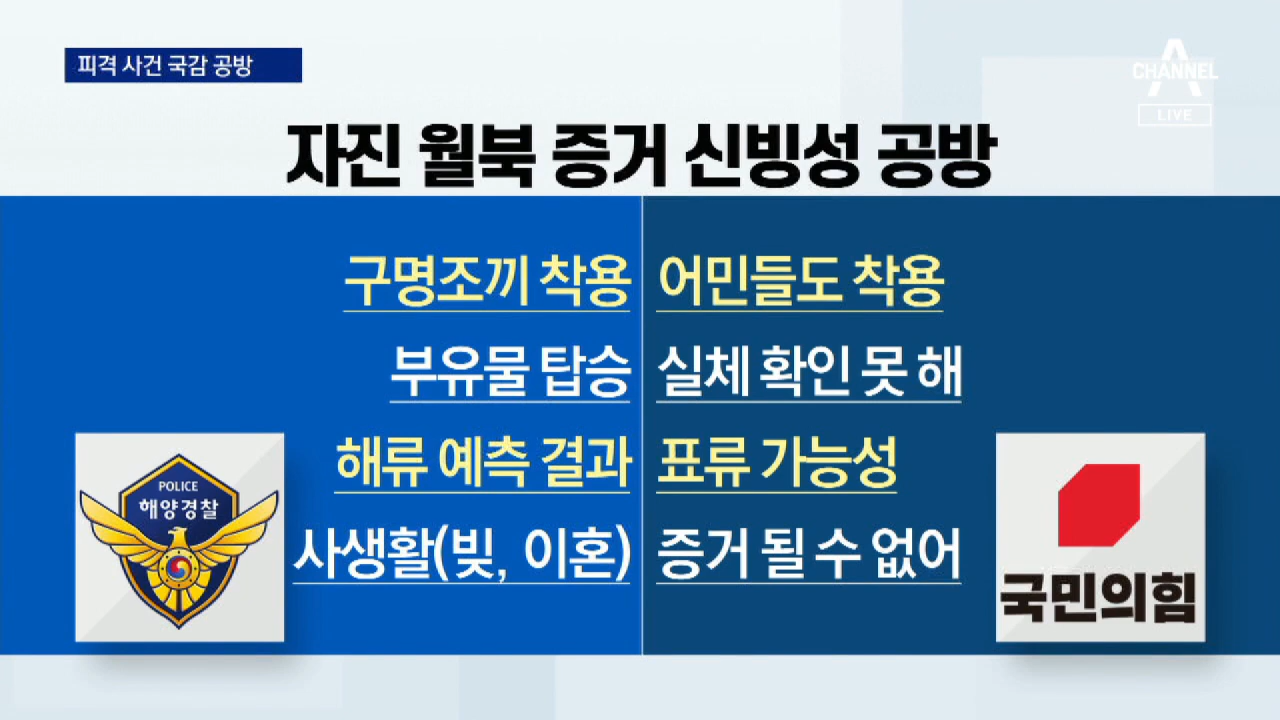 피격 사건 국감 공방
CHANNEL
LIVE
자진 월북 증거 신빙성 공방
구명조끼 착용 어민들도 착용
부유물 탑승 실체 확인 못 해
해류 예측 결과 표류 가능성
사생활(빚, 이혼) 증거 될 수 없어
POLICE
해양경찰
국민의힘